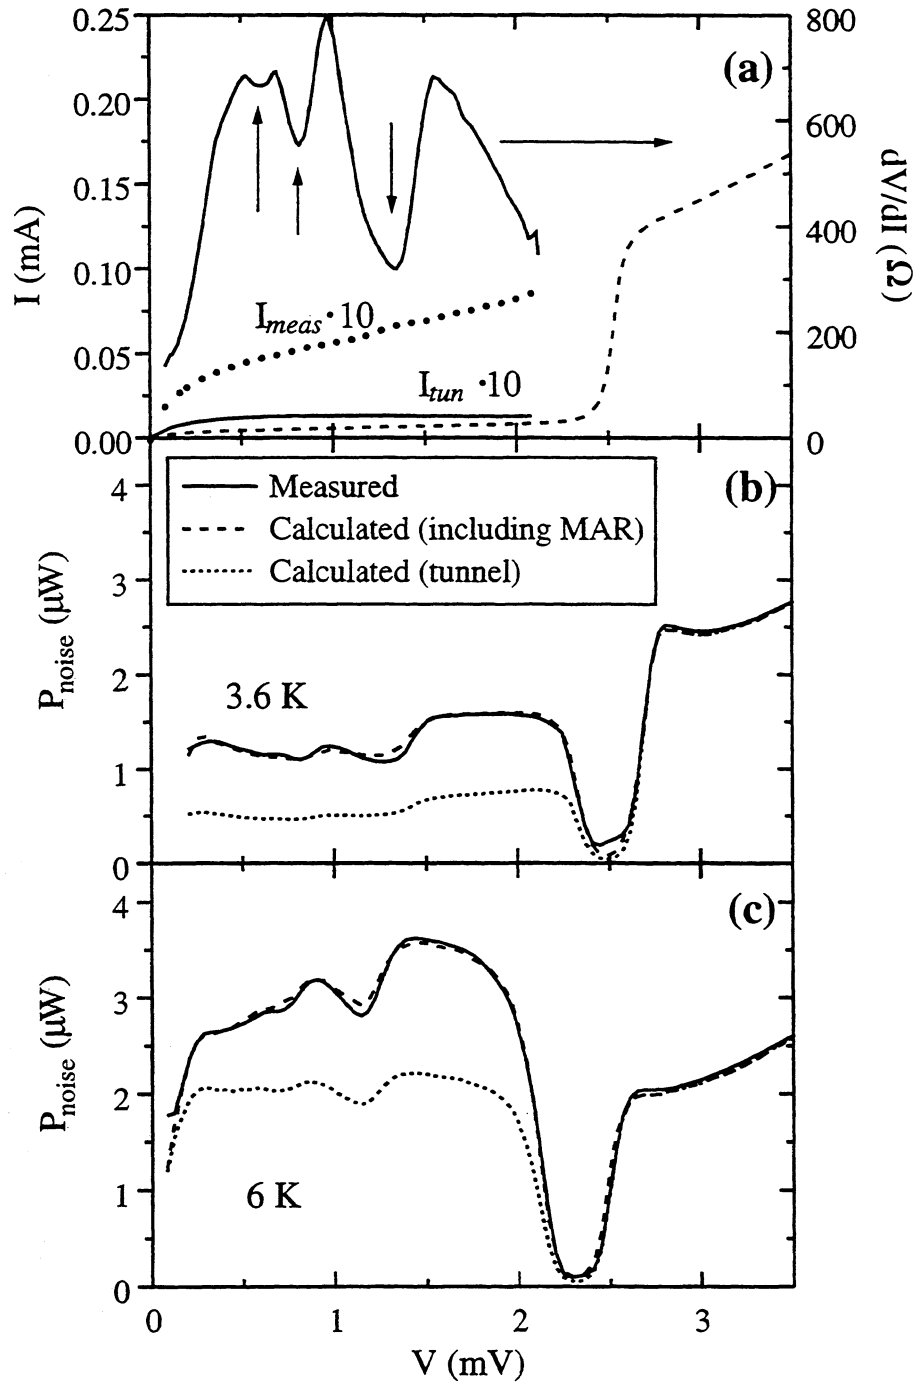 0.25
0.20
0.15
0.10
0.05
0.00
I (mA)
800
600
400
200
0
dV/dI (Ω)
(a)
I_meas · 10
I_tun · 10
(b)
Measured
Calculated (including MAR)
Calculated (tunnel)
4
3
2
1
0
P_noise (μW)
3.6 K
(c)
4
3
2
1
0
P_noise (μW)
6 K
0 1 2 3
V (mV)